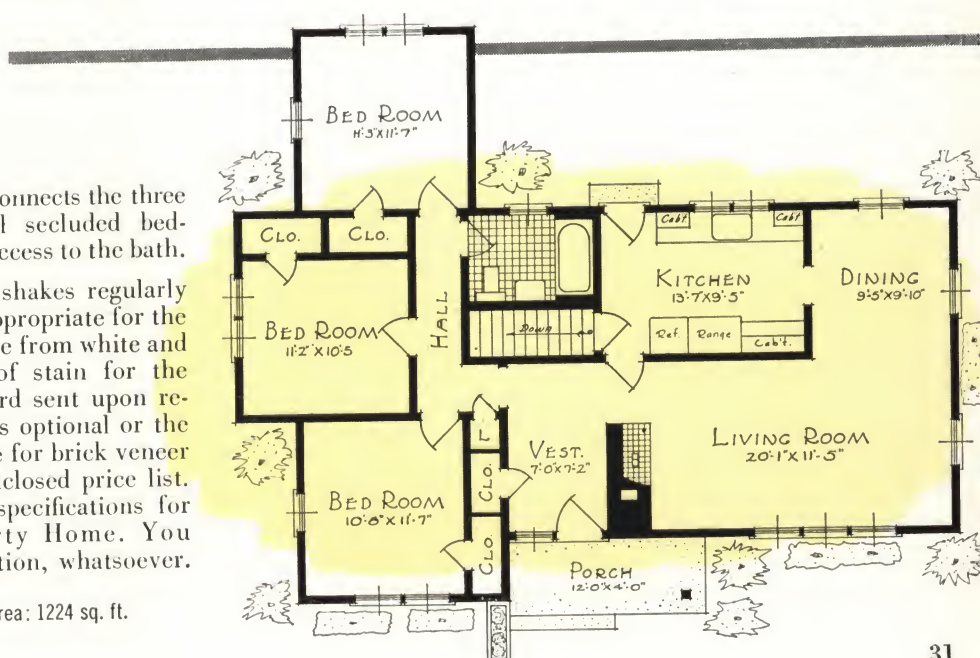 onnects the three
secluded bed-
ccess to the bath.
shakes regularly
ppropriate for the
e from white and
of stain for the
rd sent upon re-
s optional or the
e for brick veneer
closed price list.
specifications for
rty Home. You
tion, whatsoever.
rea: 1224 sq. ft.
BED ROOM
11'-3"X11'-7"
CLO.
CLO.
BED ROOM
11'-2"X10'-5
HALL
Down
KITCHEN
13'-7"X9'-5"
Cab't.
Cab't
Ref.
Range
Cab't.
DINING
9'-5"X9'-10"
LIVING ROOM
20'-1"X11'-5"
VEST.
7'-0"X7'-2"
L
CLO.
CLO.
BED ROOM
10'-8"X11'-7"
PORCH
12'-0"X4'-0"
31